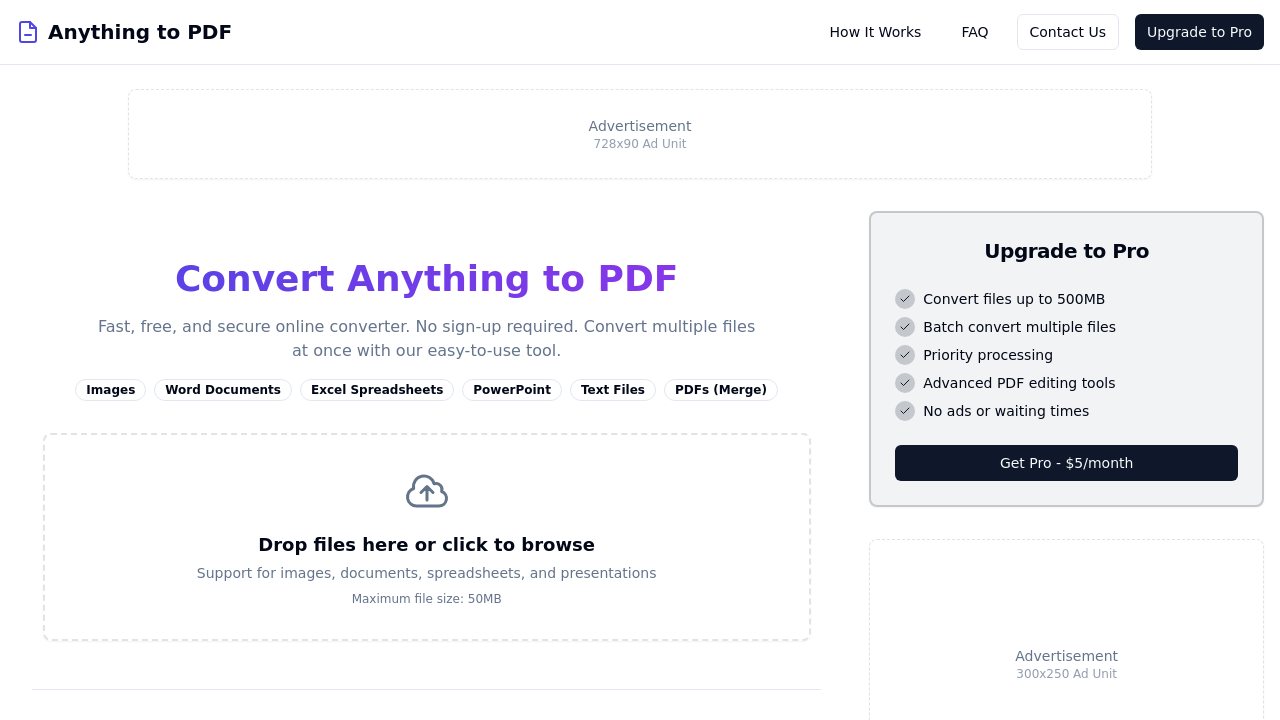 Anything to PDF
How It Works
FAQ
Contact Us
Upgrade to Pro
Advertisement
728x90 Ad Unit
Convert Anything to PDF
Fast, free, and secure online converter. No sign-up required. Convert multiple files
at once with our easy-to-use tool.
Images
Word Documents
Excel Spreadsheets
PowerPoint
Text Files
PDFs (Merge)
Drop files here or click to browse
Support for images, documents, spreadsheets, and presentations
Maximum file size: 50MB
Upgrade to Pro
Convert files up to 500MB
Batch convert multiple files
Priority processing
Advanced PDF editing tools
No ads or waiting times
Get Pro - $5/month
Advertisement
300x250 Ad Unit